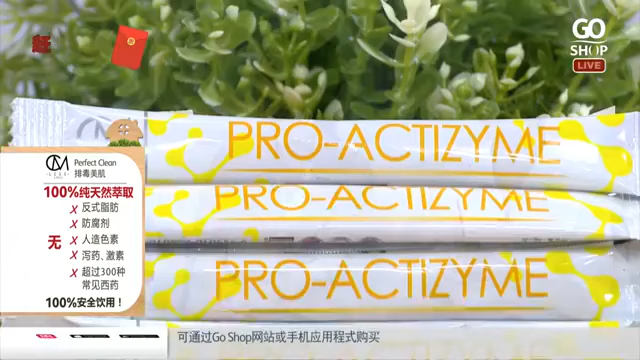 GO
SHOP
LIVE
PRO-ACTIZYME
PRO-ACTIZYME
PRO-ACTIZYME
CM
Perfect Clean
排毒美肌
100%纯天然萃取
无
X 反式脂肪
X 防腐剂
X 人造色素
X 泻药、激素
X 超过300种
常见西药
100%安全饮用！
可通过Go Shop网站或手机应用程式购买